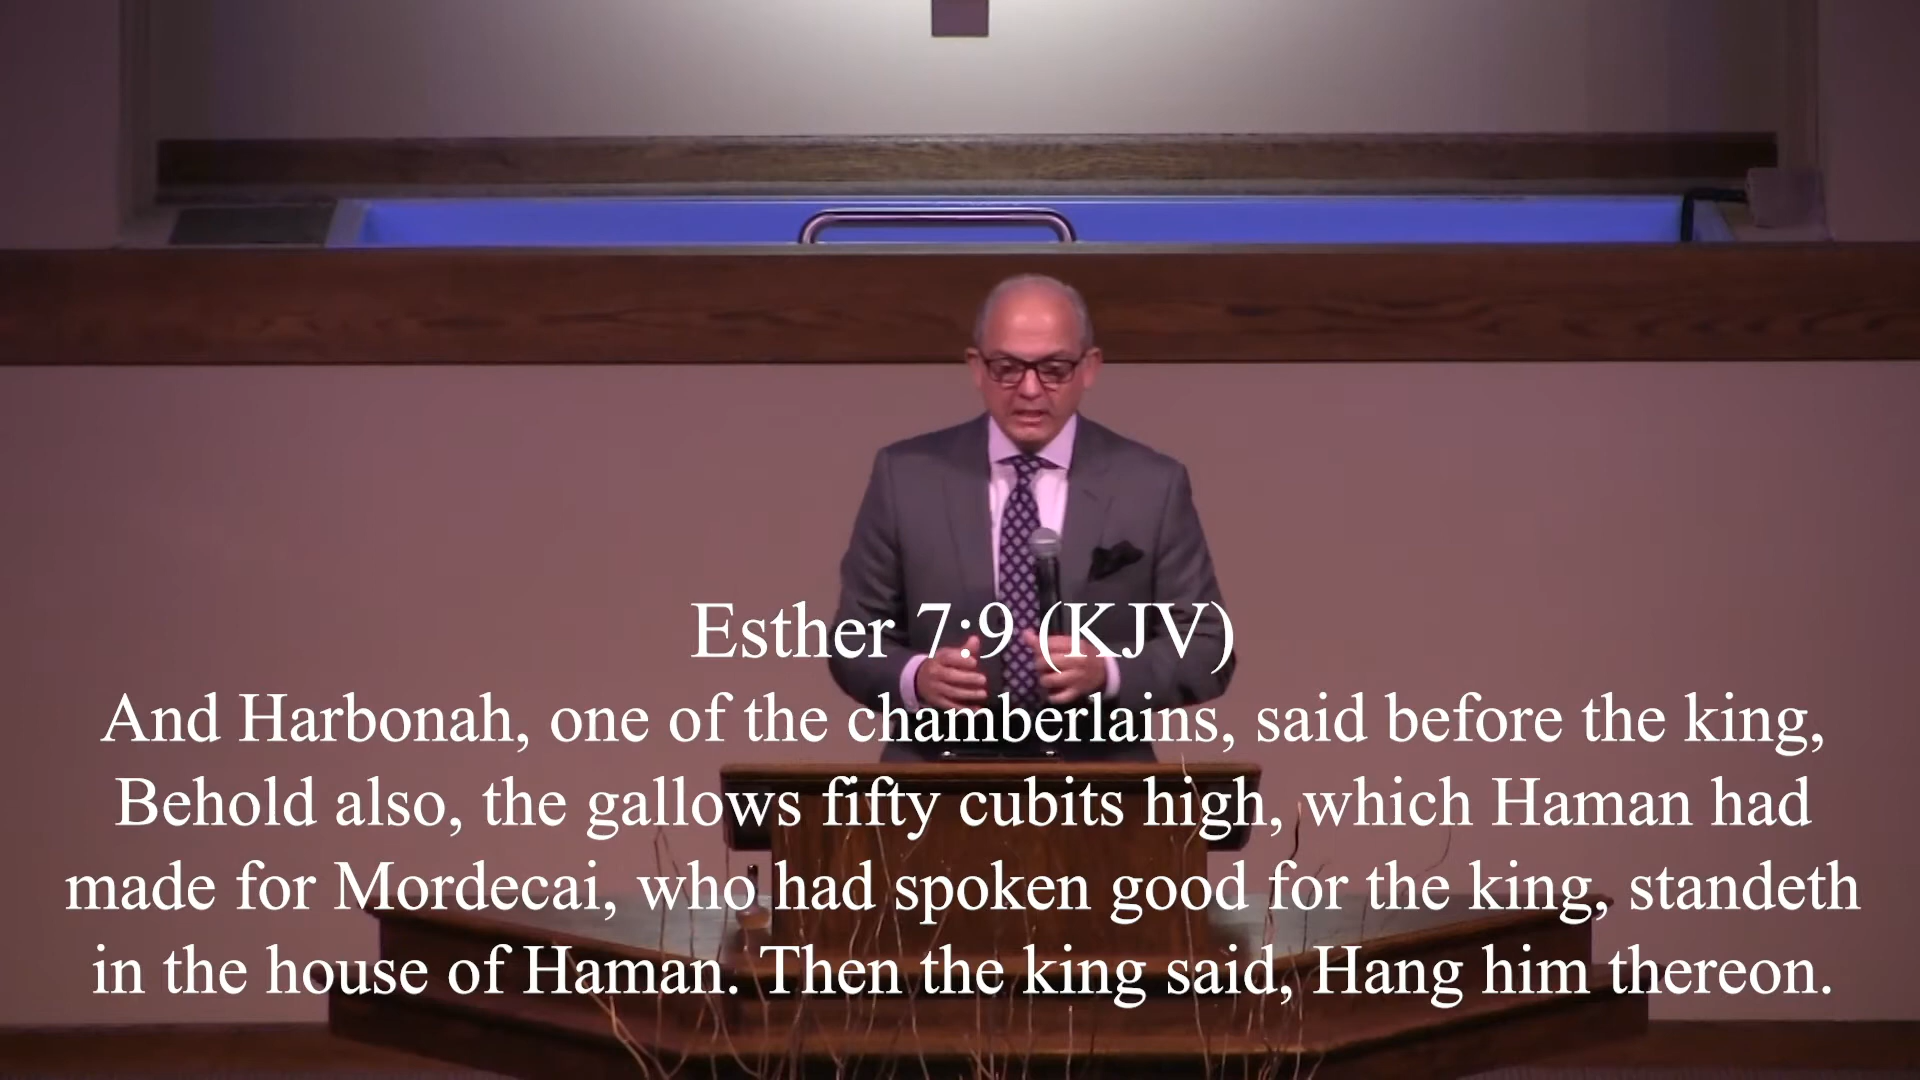 Esther 7:9 (KJV)
And Harbonah, one of the chamberlains, said before the king,
Behold also, the gallows fifty cubits high, which Haman had
made for Mordecai, who had spoken good for the king, standeth
in the house of Haman. Then the king said, Hang him thereon.